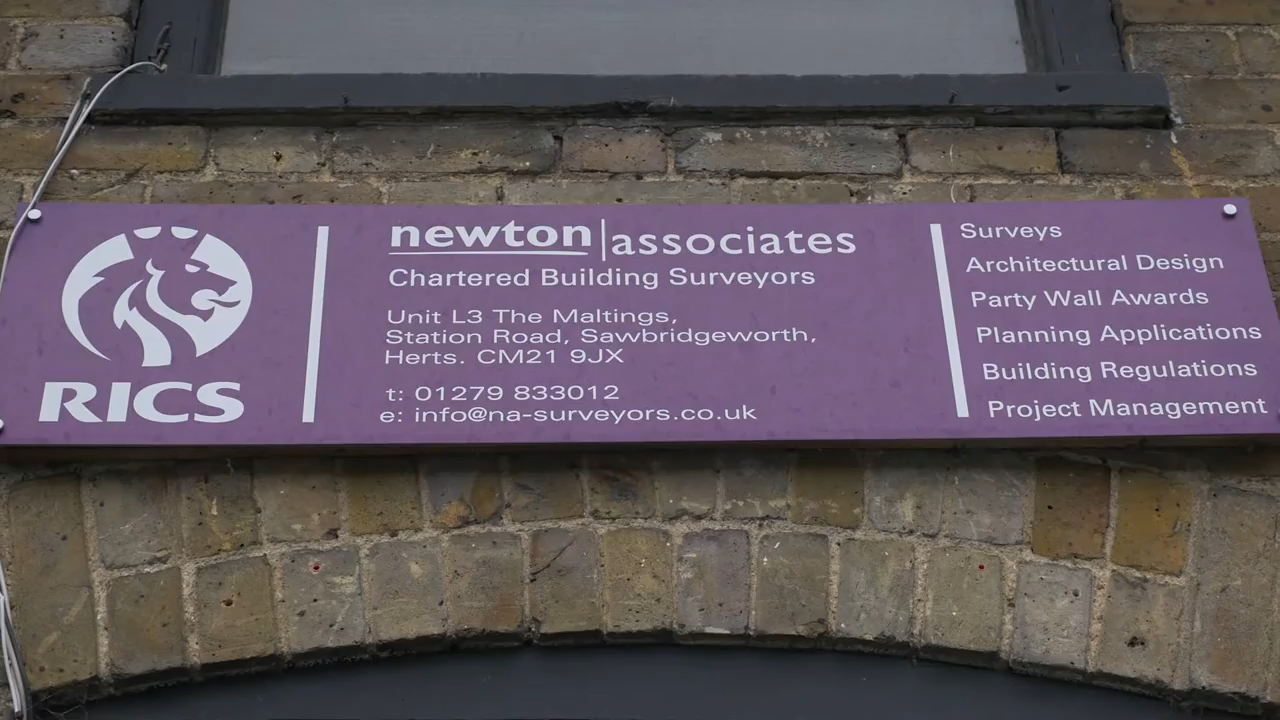 RICS
newton|associates
Chartered Building Surveyors
Unit L3 The Maltings,
Station Road, Sawbridgeworth,
Herts. CM21 9JX
t: 01279 833012
e: info@na-surveyors.co.uk
Surveys
Architectural Design
Party Wall Awards
Planning Applications
Building Regulations
Project Management